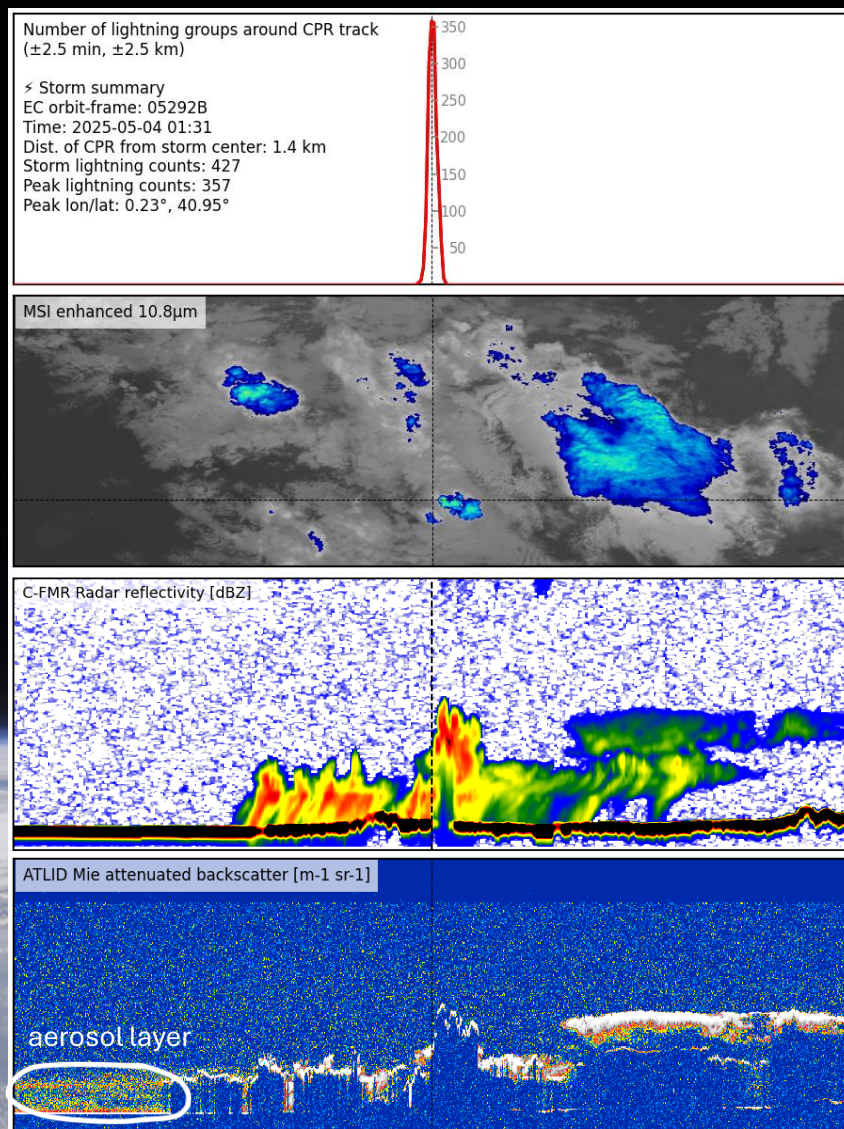 Number of lightning groups around CPR track
(±2.5 min, ±2.5 km)
⚡ Storm summary
EC orbit-frame: 05292B
Time: 2025-05-04 01:31
Dist. of CPR from storm center: 1.4 km
Storm lightning counts: 427
Peak lightning counts: 357
Peak lon/lat: 0.23°, 40.95°
350
300
250
200
150
100
50
MSI enhanced 10.8μm
C-FMR Radar reflectivity [dBZ]
ATLID Mie attenuated backscatter [m-1 sr-1]
aerosol layer